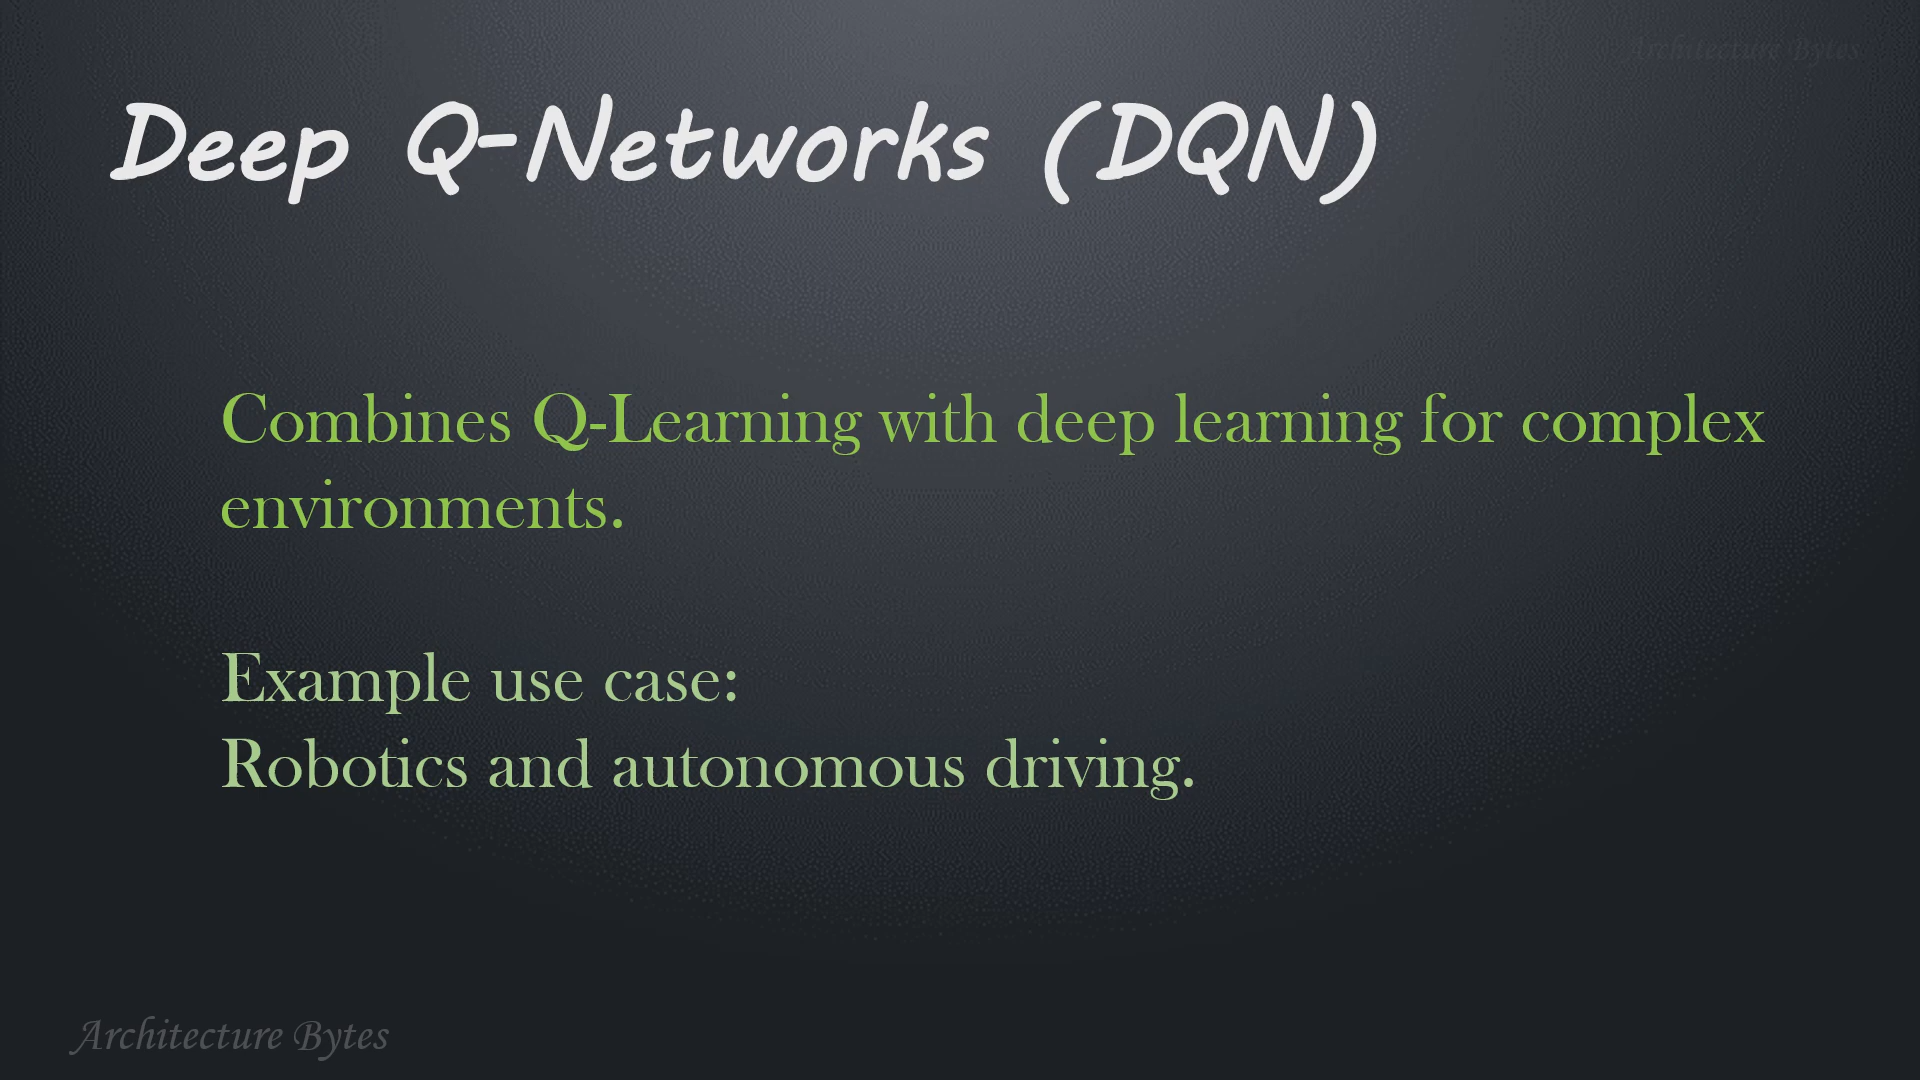 Architecture Bytes
Deep Q-Networks (DQN)
Combines Q-Learning with deep learning for complex
environments.
Example use case:
Robotics and autonomous driving.
Architecture Bytes